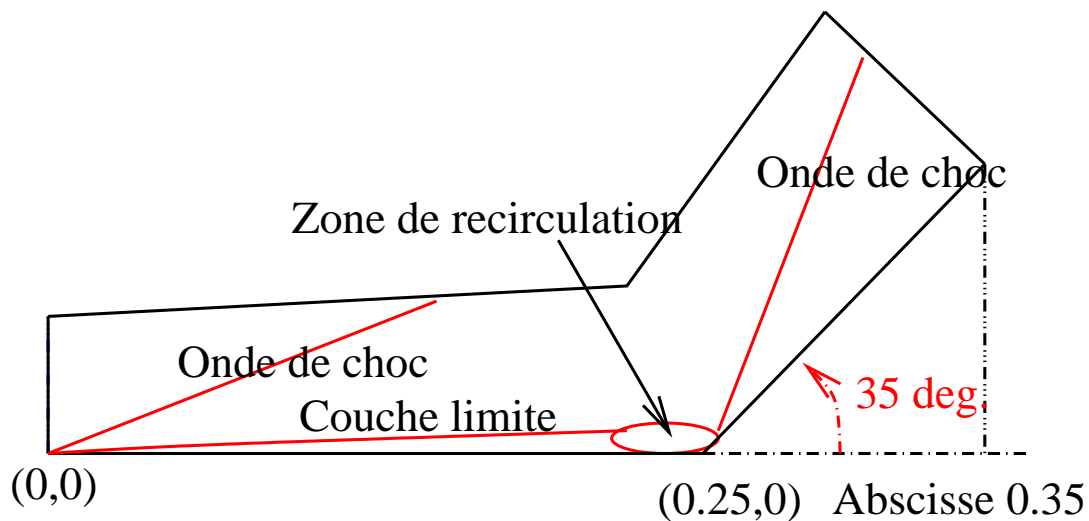 Onde de choc
Zone de recirculation
Onde de choc
Couche limite
35 deg.
(0,0)
(0.25,0) Abscisse 0.35